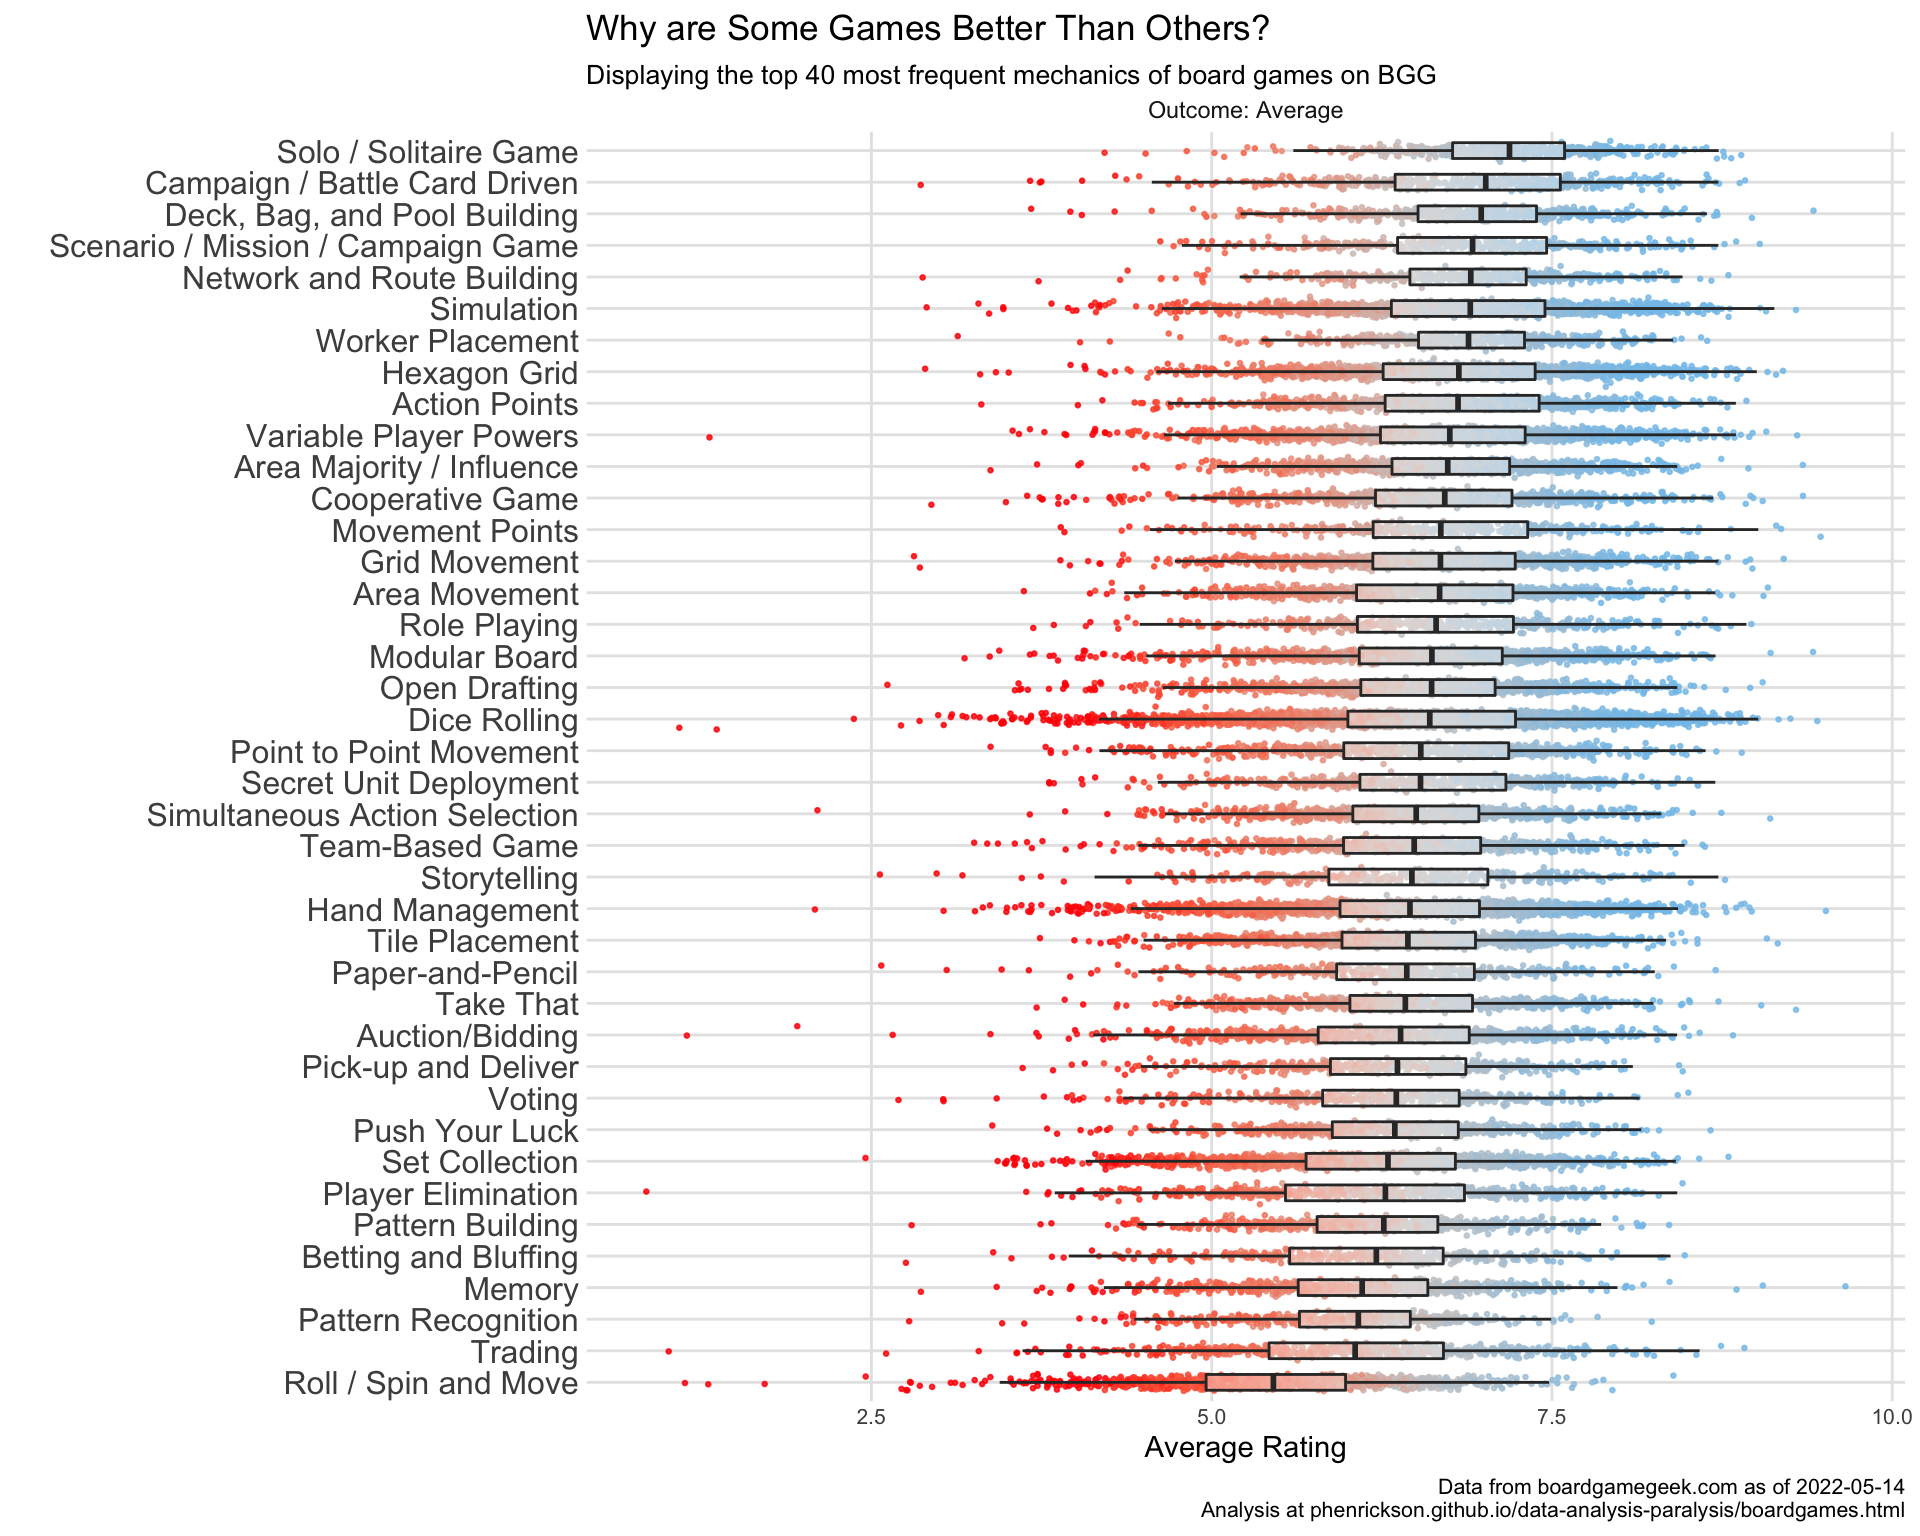 Why are Some Games Better Than Others?
Displaying the top 40 most frequent mechanics of board games on BGG
Outcome: Average
Solo / Solitaire Game
Campaign / Battle Card Driven
Deck, Bag, and Pool Building
Scenario / Mission / Campaign Game
Network and Route Building
Simulation
Worker Placement
Hexagon Grid
Action Points
Variable Player Powers
Area Majority / Influence
Cooperative Game
Movement Points
Grid Movement
Area Movement
Role Playing
Modular Board
Open Drafting
Dice Rolling
Point to Point Movement
Secret Unit Deployment
Simultaneous Action Selection
Team-Based Game
Storytelling
Hand Management
Tile Placement
Paper-and-Pencil
Take That
Auction/Bidding
Pick-up and Deliver
Voting
Push Your Luck
Set Collection
Player Elimination
Pattern Building
Betting and Bluffing
Memory
Pattern Recognition
Trading
Roll / Spin and Move
2.5 5.0 7.5 10.0
Average Rating
Data from boardgamegeek.com as of 2022-05-14
Analysis at phenrickson.github.io/data-analysis-paralysis/boardgames.html